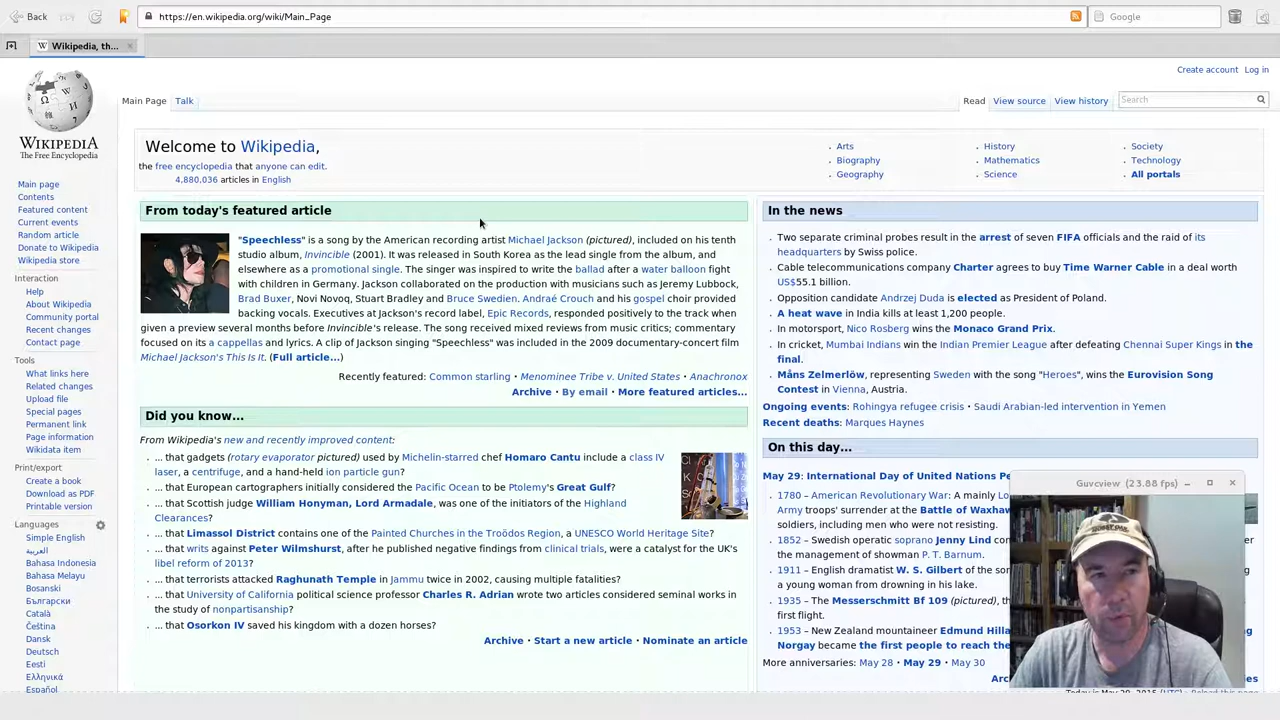 Back
https://en.wikipedia.org/wiki/Main_Page
Google
Wikipedia, th...
Create account Log in
Main Page Talk
Read View source View history Search
WIKIPEDIA
The Free Encyclopedia
Main page
Contents
Featured content
Current events
Random article
Donate to Wikipedia
Wikipedia store
Interaction
Help
About Wikipedia
Community portal
Recent changes
Contact page
Tools
What links here
Related changes
Upload file
Special pages
Permanent link
Page information
Wikidata item
Print/export
Create a book
Download as PDF
Printable version
Languages
Simple English
العربية
Bahasa Indonesia
Bahasa Melayu
Bosanski
Български
Català
Čeština
Dansk
Deutsch
Eesti
Ελληνικά
Español
Welcome to Wikipedia,
the free encyclopedia that anyone can edit.
4,880,036 articles in English
Arts
Biography
Geography
History
Mathematics
Science
Society
Technology
All portals
From today's featured article
"Speechless" is a song by the American recording artist Michael Jackson (pictured), included on his tenth
studio album, Invincible (2001). It was released in South Korea as the lead single from the album, and
elsewhere as a promotional single. The singer was inspired to write the ballad after a water balloon fight
with children in Germany. Jackson collaborated on the production with musicians such as Jeremy Lubbock,
Brad Buxer, Novi Novoq, Stuart Bradley and Bruce Swedien. Andraé Crouch and his gospel choir provided
backing vocals. Executives at Jackson's record label, Epic Records, responded positively to the track when
given a preview several months before Invincible's release. The song received mixed reviews from music critics; commentary
focused on its a cappellas and lyrics. A clip of Jackson singing "Speechless" was included in the 2009 documentary-concert film
Michael Jackson's This Is It. (Full article...)
Recently featured: Common starling · Menominee Tribe v. United States · Anachronox
Archive · By email · More featured articles...
Did you know...
From Wikipedia's new and recently improved content:
... that gadgets (rotary evaporator pictured) used by Michelin-starred chef Homaro Cantu include a class IV
laser, a centrifuge, and a hand-held ion particle gun?
... that European cartographers initially considered the Pacific Ocean to be Ptolemy's Great Gulf?
... that Scottish judge William Honyman, Lord Armadale, was one of the initiators of the Highland
Clearances?
... that Limassol District contains one of the Painted Churches in the Troödos Region, a UNESCO World Heritage Site?
... that writs against Peter Wilmshurst, after he published negative findings from clinical trials, were a catalyst for the UK's
libel reform of 2013?
... that terrorists attacked Raghunath Temple in Jammu twice in 2002, causing multiple fatalities?
... that University of California political science professor Charles R. Adrian wrote two articles considered seminal works in
the study of nonpartisanship?
... that Osorkon IV saved his kingdom with a dozen horses?
Archive · Start a new article · Nominate an article
In the news
Two separate criminal probes result in the arrest of seven FIFA officials and the raid of its
headquarters by Swiss police.
Cable telecommunications company Charter agrees to buy Time Warner Cable in a deal worth
US$55.1 billion.
Opposition candidate Andrzej Duda is elected as President of Poland.
A heat wave in India kills at least 1,200 people.
In motorsport, Nico Rosberg wins the Monaco Grand Prix.
In cricket, Mumbai Indians win the Indian Premier League after defeating Chennai Super Kings in the
final.
Måns Zelmerlöw, representing Sweden with the song "Heroes", wins the Eurovision Song
Contest in Vienna, Austria.
Ongoing events: Rohingya refugee crisis · Saudi Arabian-led intervention in Yemen
Recent deaths: Marques Haynes
On this day...
May 29: International Day of United Nations Pe
1780 – American Revolutionary War: A mainly Lo
Army troops' surrender at the Battle of Waxhaw
soldiers, including men who were not resisting.
1852 – Swedish operatic soprano Jenny Lind con the
the management of showman P. T. Barnum.
1911 – English dramatist W. S. Gilbert of the son
a young woman from drowning in his lake.
1935 – The Messerschmitt Bf 109 (pictured), th
first flight.
1953 – New Zealand mountaineer Edmund Hilla ng
Norgay became the first people to reach the
More anniversaries: May 28 · May 29 · May 30
Arc es
Today is May 29, 2015 (UTC) · Reload this page
Guvcview (23.88 fps)